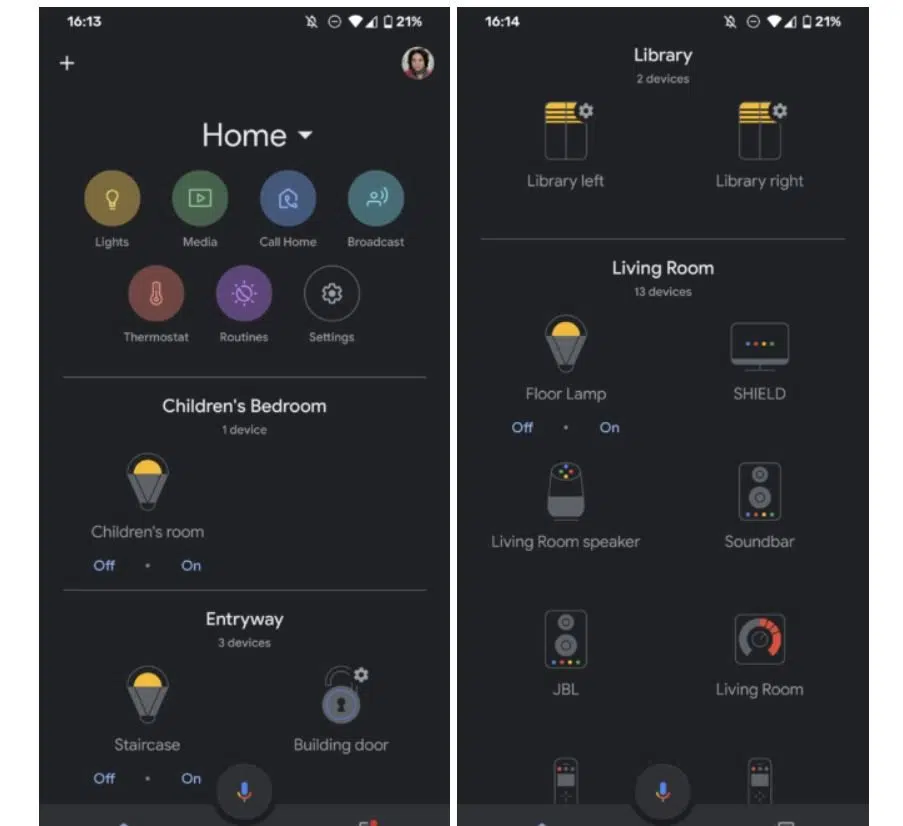 16:13
21%
Home
Lights Media Call Home Broadcast
Thermostat Routines Settings
Children's Bedroom
1 device
Children's room
Off • On
Entryway
3 devices
Staircase Building door
Off • On
16:14
21%
Library
2 devices
Library left Library right
Living Room
13 devices
Floor Lamp SHIELD
Off • On
Living Room speaker Soundbar
JBL Living Room